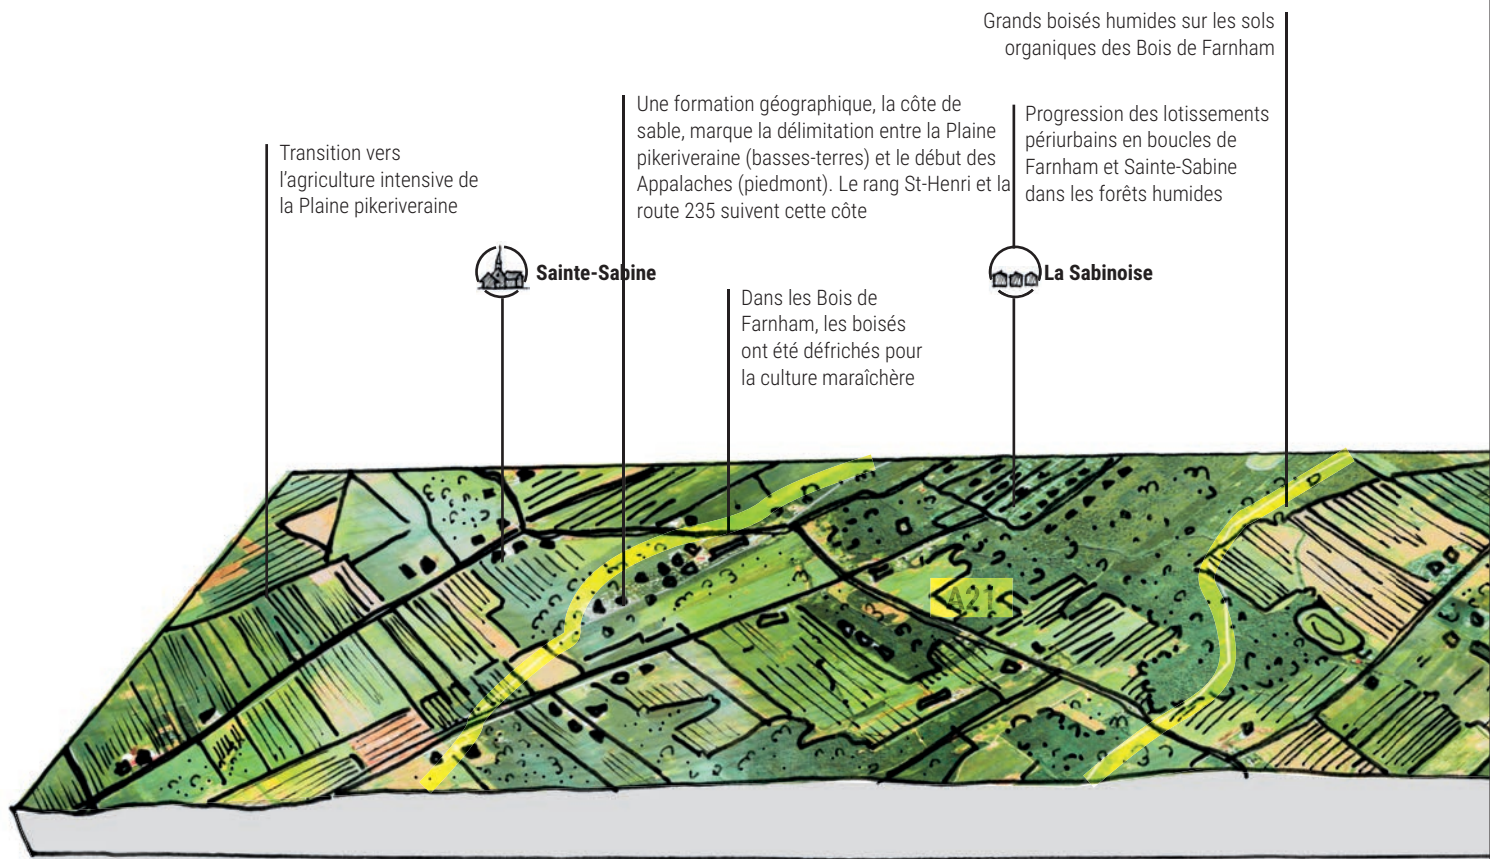 Grands boisés humides sur les sols
organiques des Bois de Farnham
Une formation géographique, la côte de
sable, marque la délimitation entre la Plaine
pikeriveraine (basses-terres) et le début des
Appalaches (piedmont). Le rang St-Henri et la
route 235 suivent cette côte
Progression des lotissements
périurbains en boucles de
Farnham et Sainte-Sabine
dans les forêts humides
Transition vers
l'agriculture intensive de
la Plaine pikeriveraine
Sainte-Sabine
La Sabinoise
Dans les Bois de
Farnham, les boisés
ont été défrichés pour
la culture maraîchère
A21